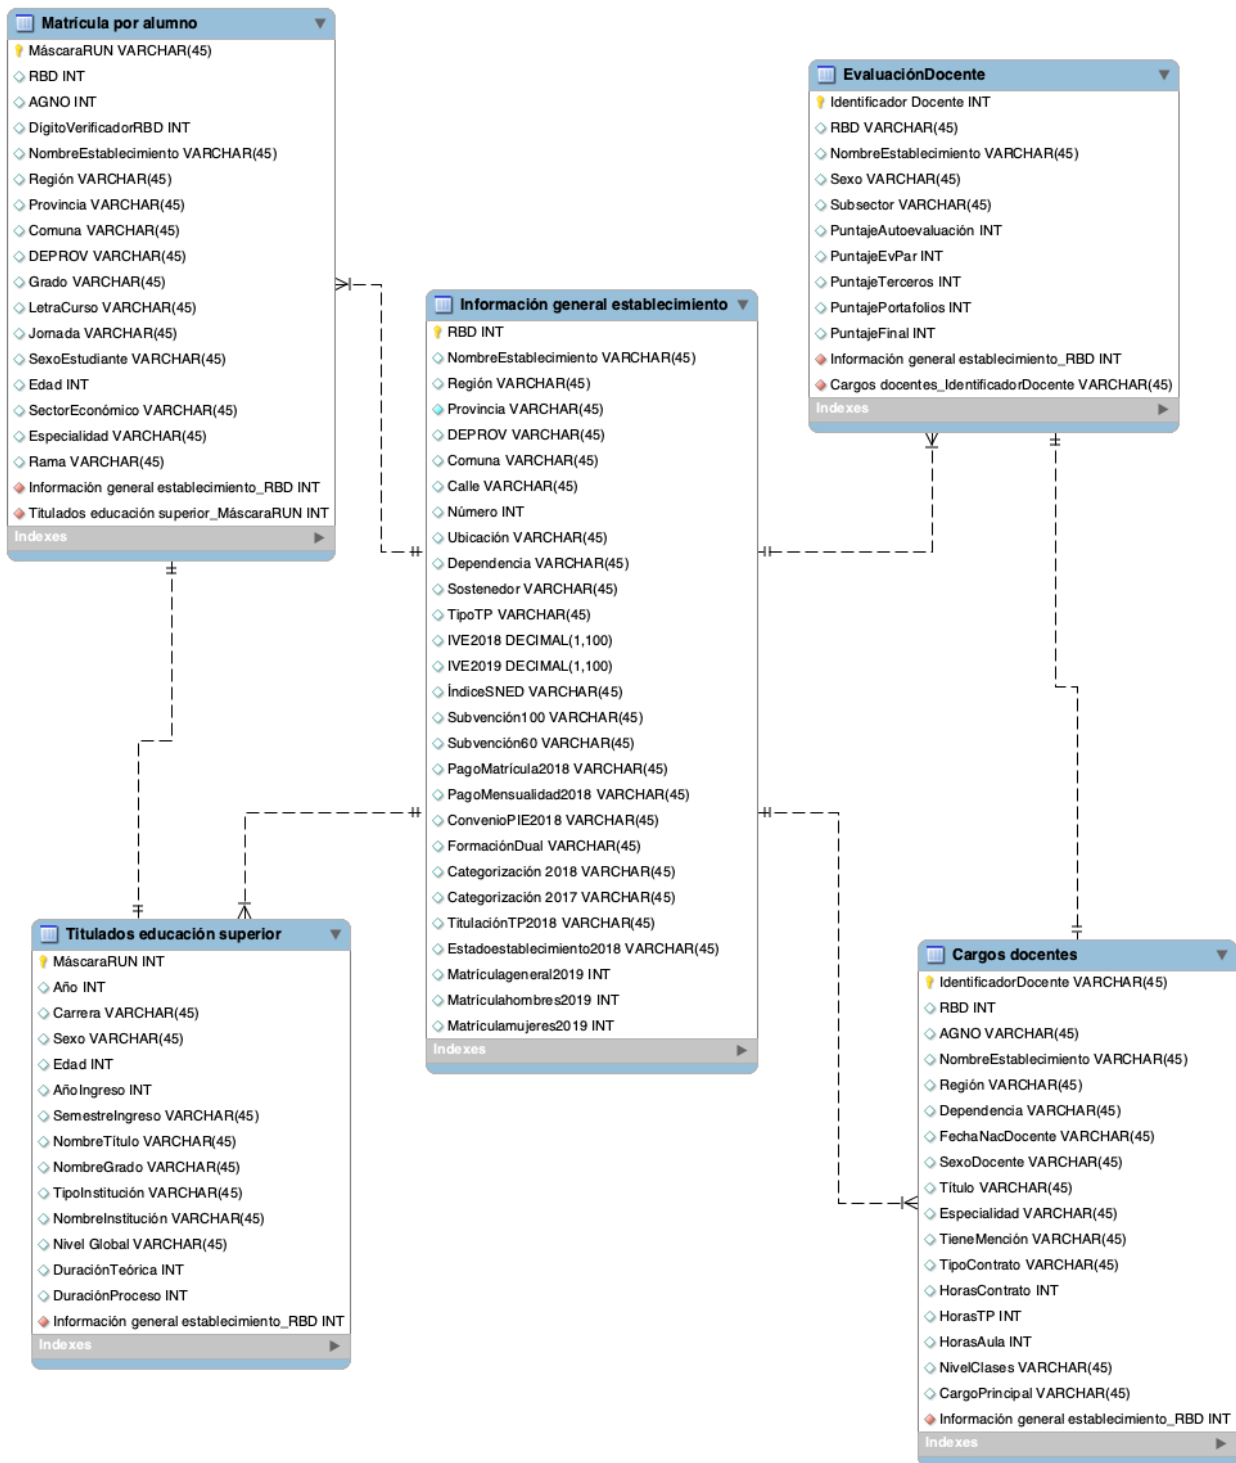 Matrícula por alumno
MáscaraRUN VARCHAR(45)
RBD INT
AGNO INT
DígitoVerificadorRBD INT
NombreEstablecimiento VARCHAR(45)
Región VARCHAR(45)
Provincia VARCHAR(45)
Comuna VARCHAR(45)
DEPROV VARCHAR(45)
Grado VARCHAR(45)
LetraCurso VARCHAR(45)
Jornada VARCHAR(45)
SexoEstudiante VARCHAR(45)
Edad INT
SectorEconómico VARCHAR(45)
Especialidad VARCHAR(45)
Rama VARCHAR(45)
Información general establecimiento_RBD INT
Titulados educación superior_MáscaraRUN INT
Indexes
EvaluaciónDocente
Identificador Docente INT
RBD VARCHAR(45)
NombreEstablecimiento VARCHAR(45)
Sexo VARCHAR(45)
Subsector VARCHAR(45)
PuntajeAutoevaluación INT
PuntajeEvPar INT
PuntajeTerceros INT
PuntajePortafolios INT
PuntajeFinal INT
Información general establecimiento_RBD INT
Cargos docentes_IdentificadorDocente VARCHAR(45)
Indexes
Información general establecimiento
RBD INT
NombreEstablecimiento VARCHAR(45)
Región VARCHAR(45)
Provincia VARCHAR(45)
DEPROV VARCHAR(45)
Comuna VARCHAR(45)
Calle VARCHAR(45)
Número INT
Ubicación VARCHAR(45)
Dependencia VARCHAR(45)
Sostenedor VARCHAR(45)
TipoTP VARCHAR(45)
IVE2018 DECIMAL(1,100)
IVE2019 DECIMAL(1,100)
ÍndiceSNED VARCHAR(45)
Subvención100 VARCHAR(45)
Subvención60 VARCHAR(45)
PagoMatrícula2018 VARCHAR(45)
PagoMensualidad2018 VARCHAR(45)
ConvenioPIE2018 VARCHAR(45)
FormaciónDual VARCHAR(45)
Categorización 2018 VARCHAR(45)
Categorización 2017 VARCHAR(45)
TitulaciónTP2018 VARCHAR(45)
Estadoestablecimiento2018 VARCHAR(45)
Matrículageneral2019 INT
Matrículahombres2019 INT
Matrículamujeres2019 INT
Indexes
Titulados educación superior
MáscaraRUN INT
Año INT
Carrera VARCHAR(45)
Sexo VARCHAR(45)
Edad INT
AñoIngreso INT
SemestreIngreso VARCHAR(45)
NombreTítulo VARCHAR(45)
NombreGrado VARCHAR(45)
TipoInstitución VARCHAR(45)
NombreInstitución VARCHAR(45)
Nivel Global VARCHAR(45)
DuraciónTeórica INT
DuraciónProceso INT
Información general establecimiento_RBD INT
Indexes
Cargos docentes
IdentificadorDocente VARCHAR(45)
RBD INT
AGNO VARCHAR(45)
NombreEstablecimiento VARCHAR(45)
Región VARCHAR(45)
Dependencia VARCHAR(45)
FechaNacDocente VARCHAR(45)
SexoDocente VARCHAR(45)
Título VARCHAR(45)
Especialidad VARCHAR(45)
TieneMención VARCHAR(45)
TipoContrato VARCHAR(45)
HorasContrato INT
HorasTP INT
HorasAula INT
NivelClases VARCHAR(45)
CargoPrincipal VARCHAR(45)
Información general establecimiento_RBD INT
Indexes